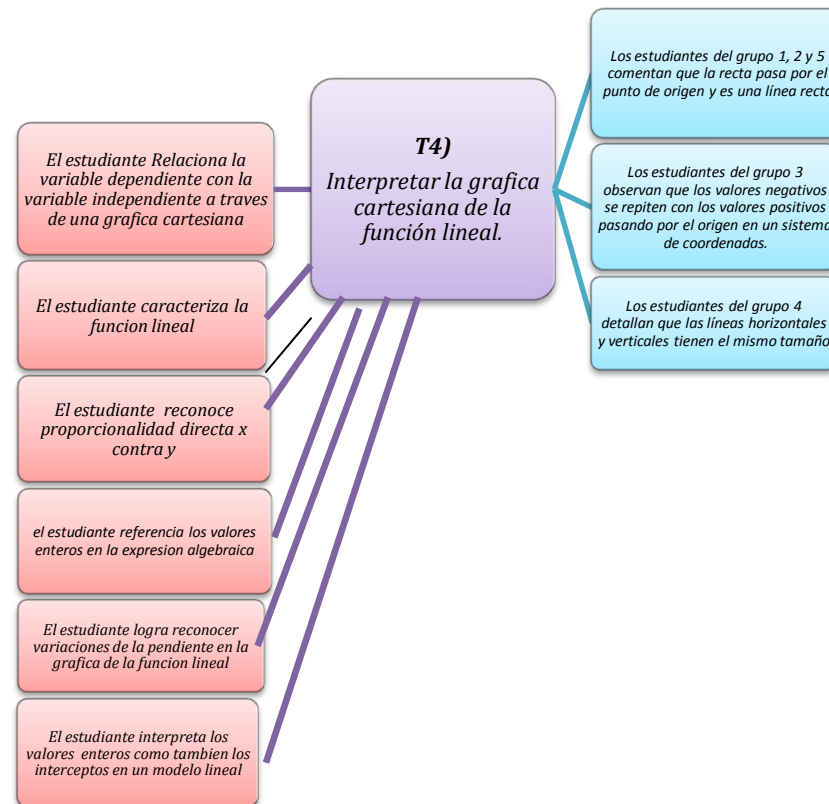 El estudiante Relaciona la
variable dependiente con la
variable independiente a traves
de una grafica cartesiana
El estudiante caracteriza la
funcion lineal
El estudiante reconoce
proporcionalidad directa x
contra y
el estudiante referencia los valores
enteros en la expresion algebraica
El estudiante logra reconocer
variaciones de la pendiente en la
grafica de la funcion lineal
El estudiante interpreta los
valores enteros como tambien los
interceptos en un modelo lineal
T4)
Interpretar la grafica
cartesiana de la
función lineal.
Los estudiantes del grupo 1, 2 y 5
comentan que la recta pasa por el
punto de origen y es una línea recta
Los estudiantes del grupo 3
observan que los valores negativos
se repiten con los valores positivos
pasando por el origen en un sistema
de coordenadas.
Los estudiantes del grupo 4
detallan que las líneas horizontales
y verticales tienen el mismo tamaño